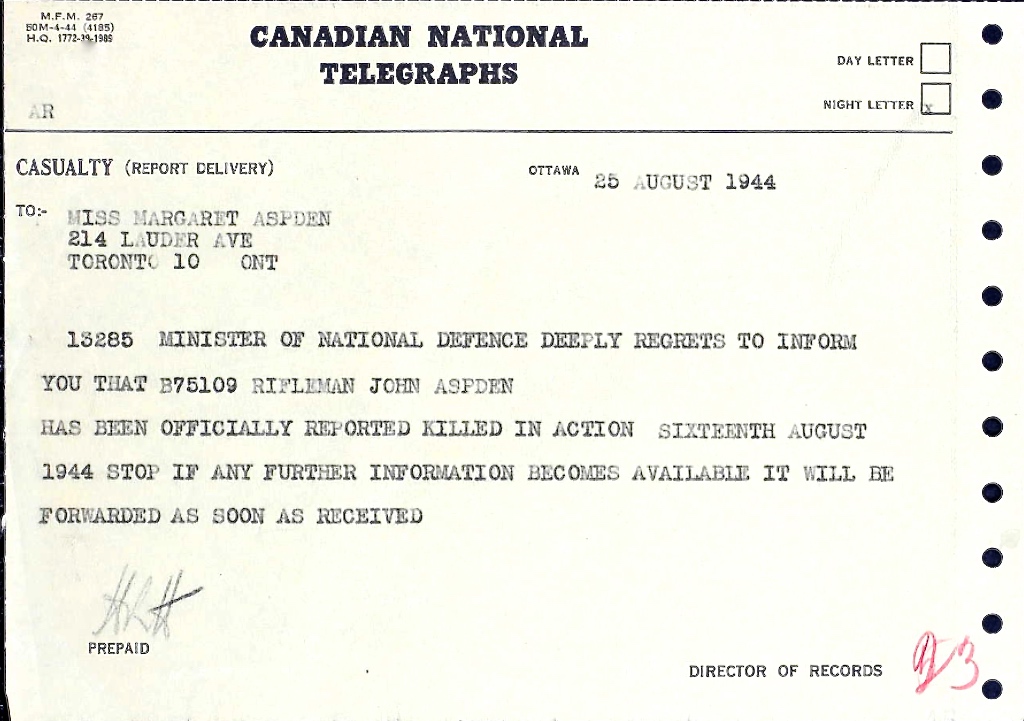 M.F.M. 267
50M-4-44 (4185)
H.Q. 1772-39-1989
CANADIAN NATIONAL
TELEGRAPHS
DAY LETTER
NIGHT LETTER x
AR
CASUALTY (REPORT DELIVERY)
OTTAWA 25 AUGUST 1944
TO:- MISS MARGARET ASPDEN
214 LAUDER AVE
TORONTO 10 ONT
13285 MINISTER OF NATIONAL DEFENCE DEEPLY REGRETS TO INFORM
YOU THAT B75109 RIFLEMAN JOHN ASPDEN
HAS BEEN OFFICIALLY REPORTED KILLED IN ACTION SIXTEENTH AUGUST
1944 STOP IF ANY FURTHER INFORMATION BECOMES AVAILABLE IT WILL BE
FORWARDED AS SOON AS RECEIVED
PREPAID
DIRECTOR OF RECORDS